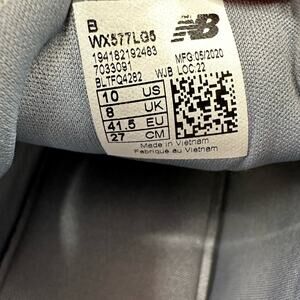 B
WX577LG5
194182192483
7033091
BLTFQ4282 WJB
NB
MFG:05/2020
LOC:22
10 US
8 UK
41.5 EU
27 CM
Made in Vietnam
Fabriqué au Vietnam